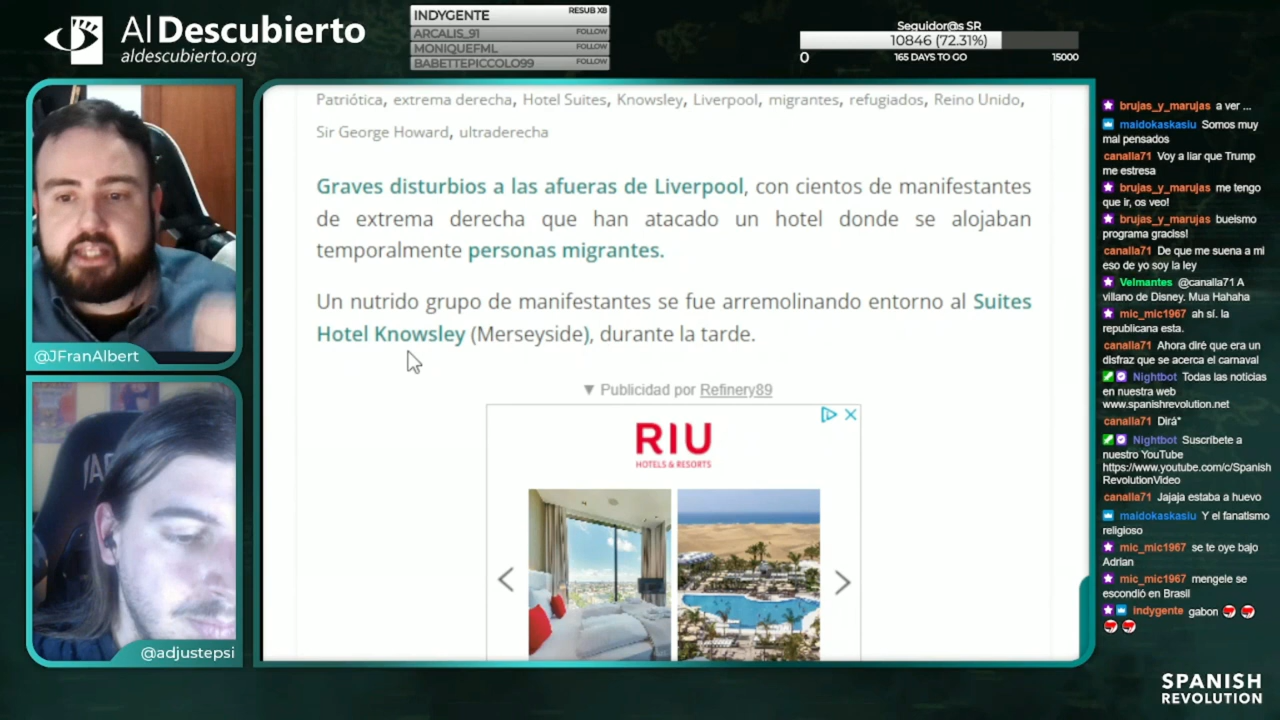 Al Descubierto
aldescubierto.org
INDYGENTE RESUB X8
ARCALIS_91 FOLLOW
MONIQUEFML FOLLOW
BABETTEPICCOLO99 FOLLOW
Seguidor@s SR
10846 (72.31%)
0 165 DAYS TO GO 15000
@JFranAlbert
@adjustepsi
Patriótica, extrema derecha, Hotel Suites, Knowsley, Liverpool, migrantes, refugiados, Reino Unido,
Sir George Howard, ultraderecha
Graves disturbios a las afueras de Liverpool, con cientos de manifestantes
de extrema derecha que han atacado un hotel donde se alojaban
temporalmente personas migrantes.
Un nutrido grupo de manifestantes se fue arremolinando entorno al Suites
Hotel Knowsley (Merseyside), durante la tarde.
▼ Publicidad por Refinery89
RIU
HOTELS & RESORTS
brujas_y_marujas a ver ...
maidokaskasiu Somos muy
mal pensados
canalla71 Voy a liar que Trump
me estresa
brujas_y_marujas me tengo
que ir, os veo!
brujas_y_marujas bueismo
programa graciss!
canalla71 De que me suena a mi
eso de yo soy la ley
Velmantes @canalla71 A
villano de Disney. Mua Hahaha
mic_mic1967 ah sí. la
republicana esta.
canalla71 Ahora diré que era un
disfraz que se acerca el carnaval
Nightbot Todas las noticias
en nuestra web
www.spanishrevolution.net
canalla71 Dirá*
Nightbot Suscríbete a
nuestro YouTube
https://www.youtube.com/c/Spanish
RevolutionVideo
canalla71 Jajaja estaba a huevo
maidokaskasiu Y el fanatismo
religioso
mic_mic1967 se te oye bajo
Adrian
mic_mic1967 mengele se
escondió en Brasil
indygente gabon
SPANISH
REVOLUTION